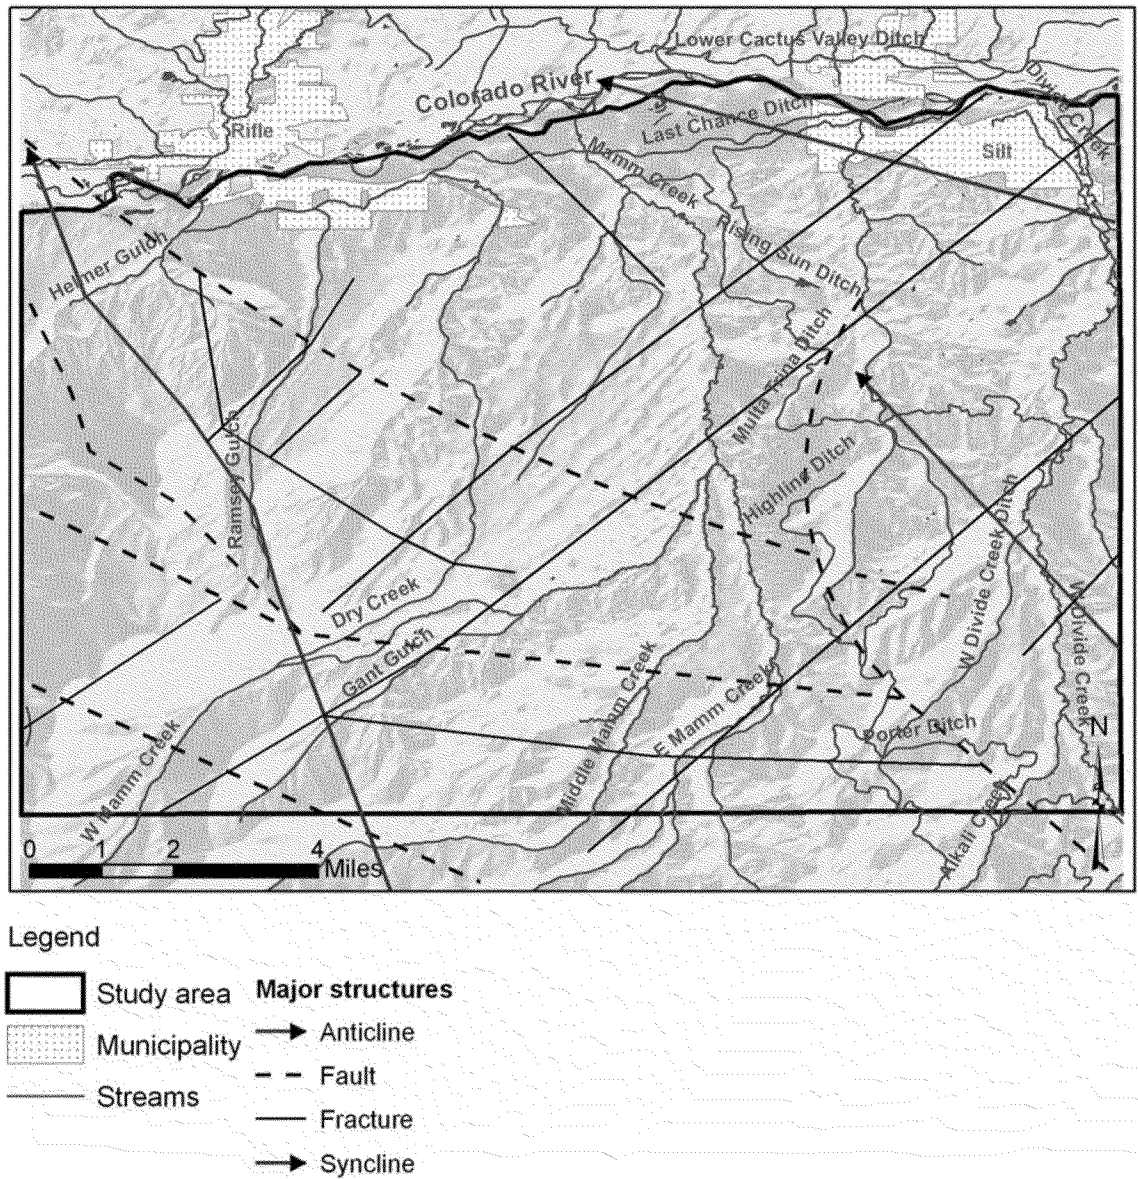 Lower Cactus Valley Ditch
Divide Creek
Colorado River
Last Chance Ditch
Rifle
Silt
Mamm Creek
Rising Sun Ditch
Helmer Gulch
Multa Trina Ditch
Ramsey Gulch
Highline Ditch
W Divide Creek Ditch
Dry Creek
Gant Gulch
W Divide Creek
Middle Mamm Creek
E Mamm Creek
Porter Ditch
N
W Mamm Creek
Alkali Creek
0 1 2 4
Miles
Legend
Study area
Municipality
Streams
Major structures
Anticline
Fault
Fracture
Syncline